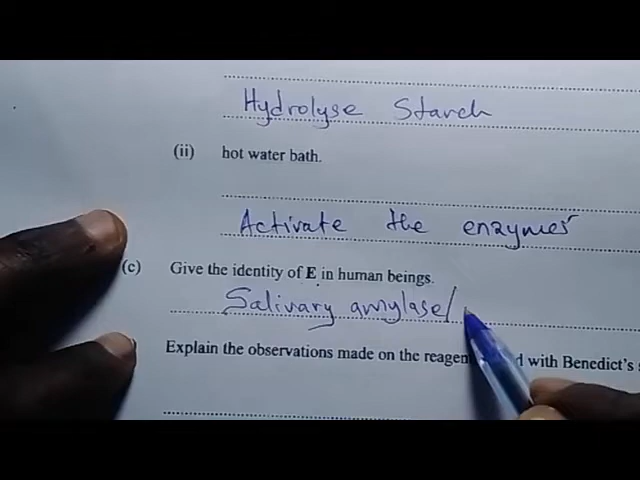 Hydrolyse Starch
(ii) hot water bath.
Activate the enzymes
(c) Give the identity of E in human beings.
Salivary amylase/
Explain the observations made on the reagen d with Benedict's